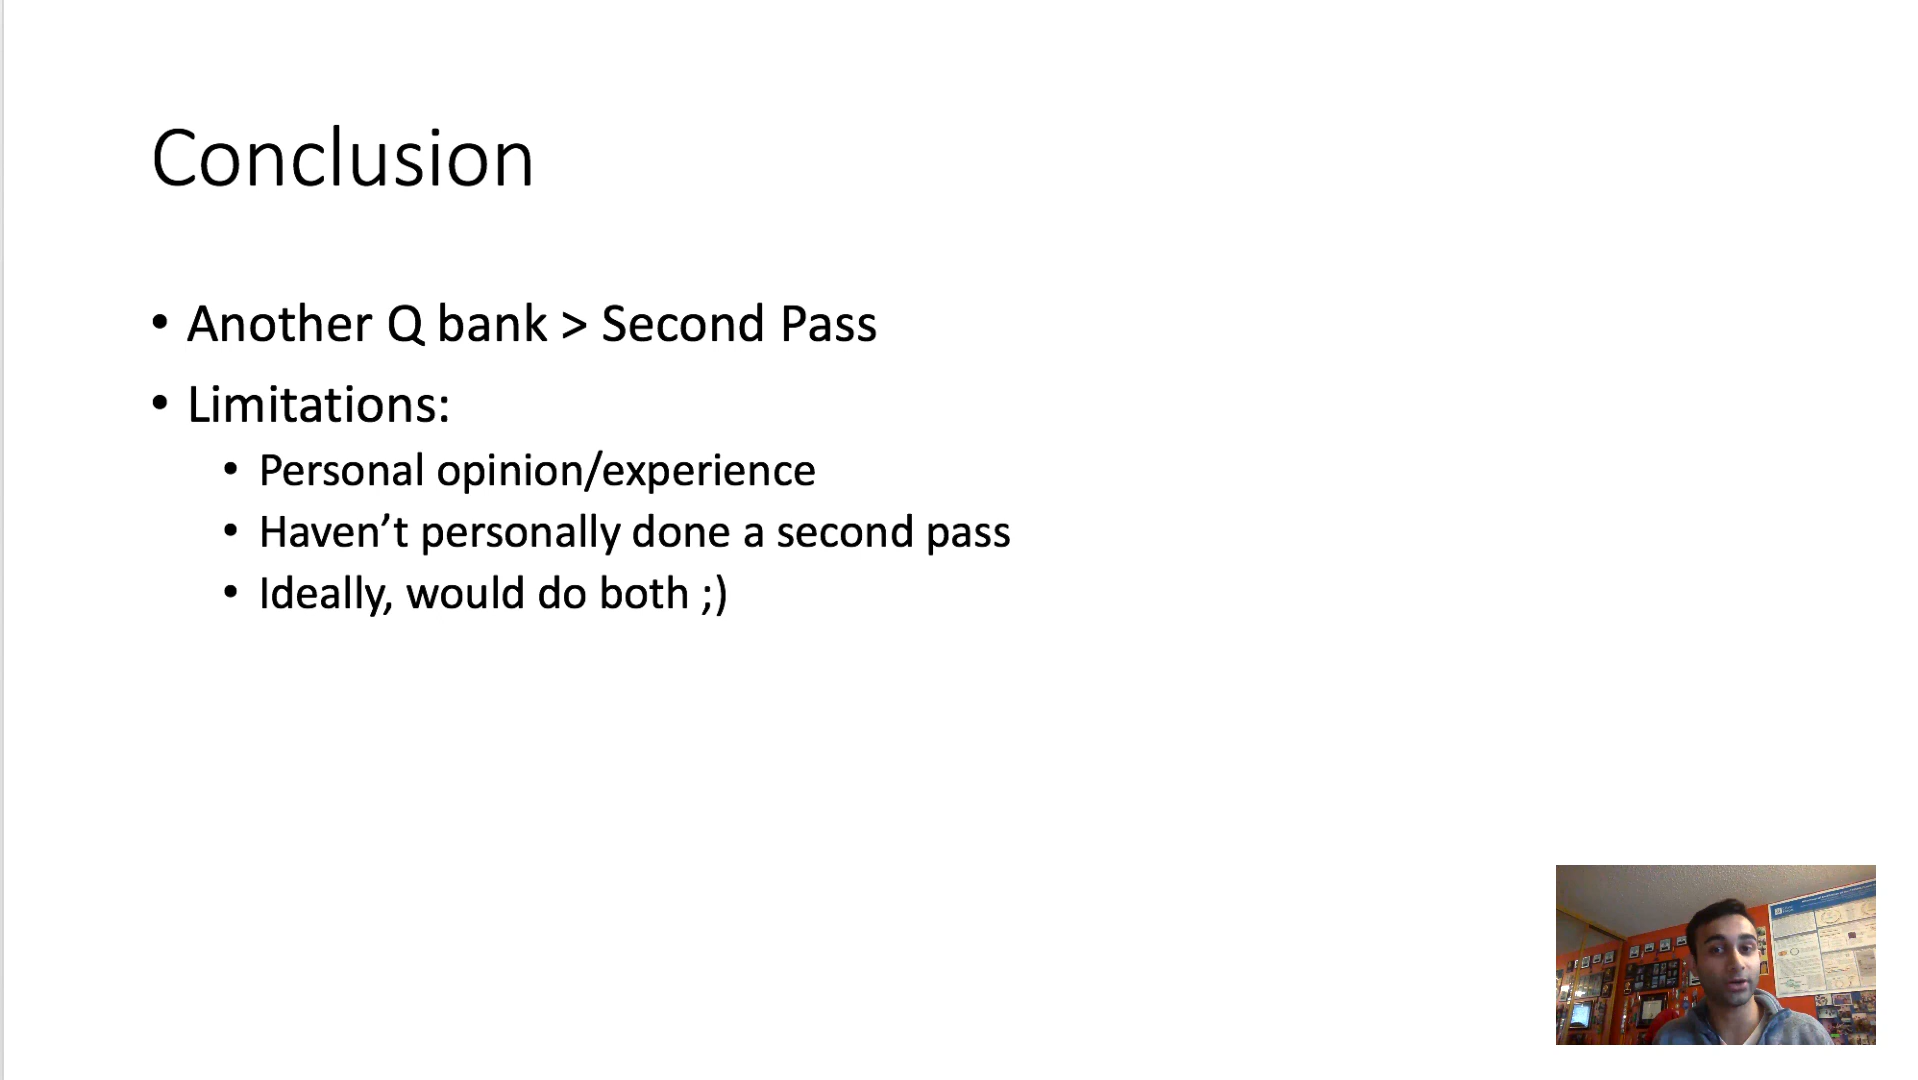 Conclusion
• Another Q bank > Second Pass
• Limitations:
• Personal opinion/experience
• Haven’t personally done a second pass
• Ideally, would do both ;)